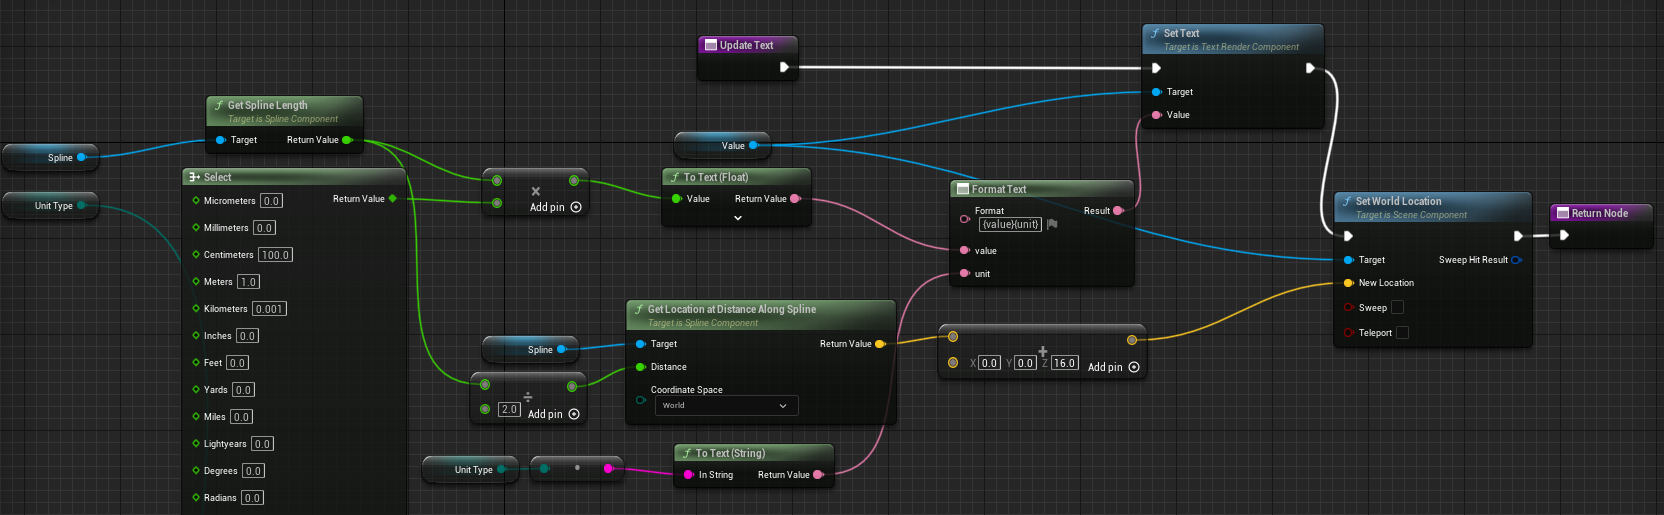 Update Text
Set Text
Target is Text Render Component
Target
Value
Get Spline Length
Target is Spline Component
Target
Return Value
Spline
Unit Type
Select
Return Value
Micrometers 0.0
Millimeters 0.0
Centimeters 100.0
Meters 1.0
Kilometers 0.001
Inches 0.0
Feet 0.0
Yards 0.0
Miles 0.0
Lightyears 0.0
Degrees 0.0
Radians 0.0
×
Add pin
Value
To Text (Float)
Value
Return Value
Format Text
Format
Result
{value}{unit}
value
unit
Set World Location
Target is Scene Component
Target
Sweep Hit Result
New Location
Sweep
Teleport
Return Node
Spline
÷
2.0
Add pin
Get Location at Distance Along Spline
Target is Spline Component
Target
Return Value
Distance
Coordinate Space
World
+
X 0.0 Y 0.0 Z 16.0
Add pin
Unit Type
To Text (String)
In String
Return Value